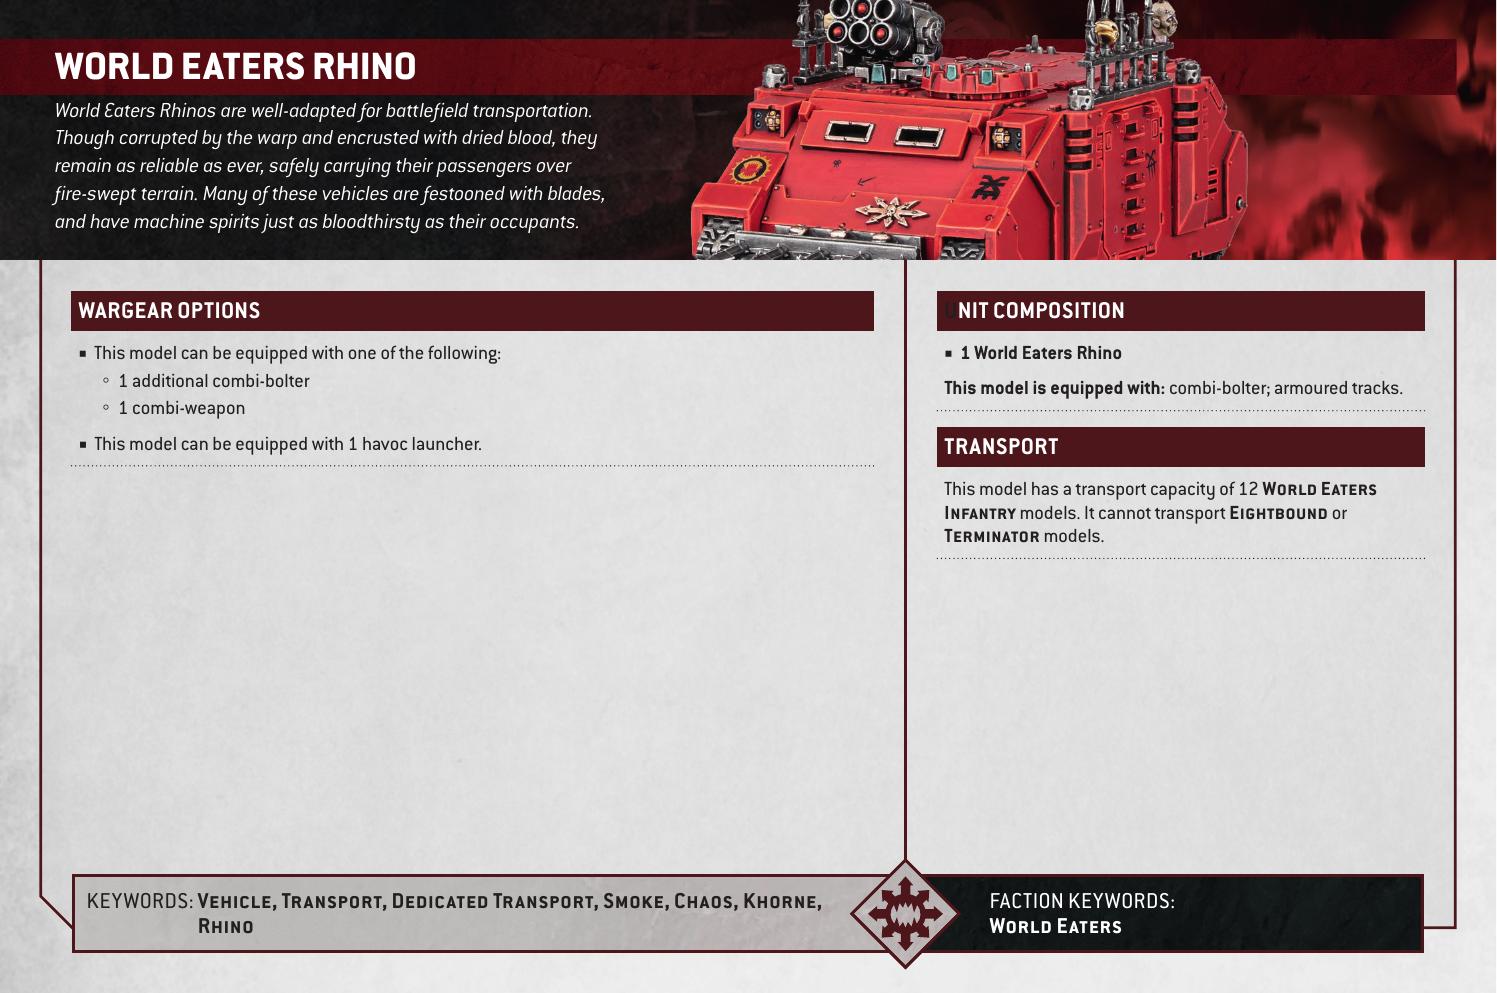 WORLD EATERS RHINO
World Eaters Rhinos are well-adapted for battlefield transportation.
Though corrupted by the warp and encrusted with dried blood, they
remain as reliable as ever, safely carrying their passengers over
fire-swept terrain. Many of these vehicles are festooned with blades,
and have machine spirits just as bloodthirsty as their occupants.
WARGEAR OPTIONS
▪ This model can be equipped with one of the following:
◦ 1 additional combi-bolter
◦ 1 combi-weapon
▪ This model can be equipped with 1 havoc launcher.
UNIT COMPOSITION
▪ 1 World Eaters Rhino
This model is equipped with: combi-bolter; armoured tracks.
TRANSPORT
This model has a transport capacity of 12 World Eaters
Infantry models. It cannot transport Eightbound or
Terminator models.
KEYWORDS: Vehicle, Transport, Dedicated Transport, Smoke, Chaos, Khorne,
Rhino
FACTION KEYWORDS:
World Eaters